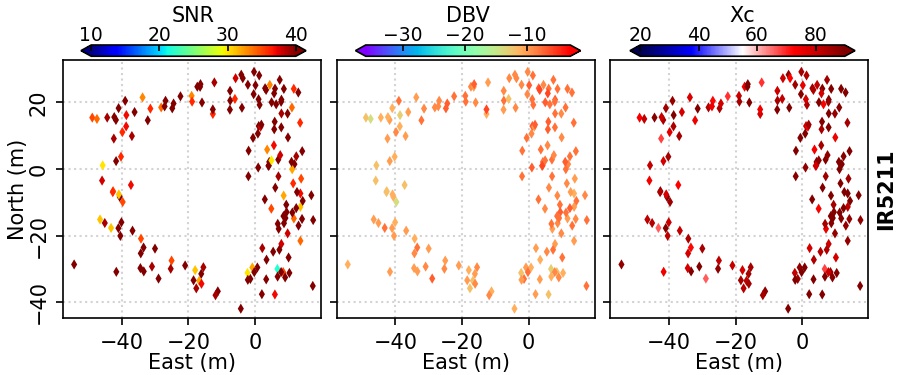 SNR DBV Xc
10 20 30 40 −30 −20 −10 20 40 60 80
North (m)
20
0
−20
−40
IR5211
−40 −20 0 −40 −20 0 −40 −20 0
East (m) East (m) East (m)